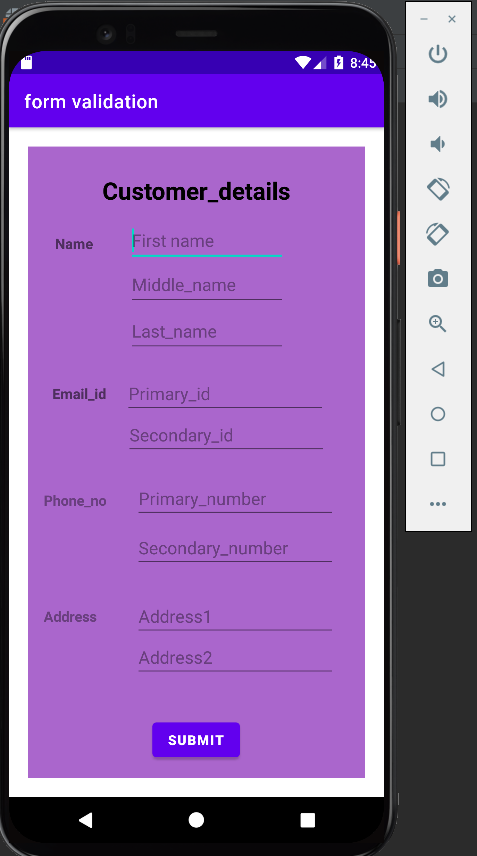 8:45
form validation
Customer_details
Name First name
Middle_name
Last_name
Email_id Primary_id
Secondary_id
Phone_no Primary_number
Secondary_number
Address Address1
Address2
SUBMIT